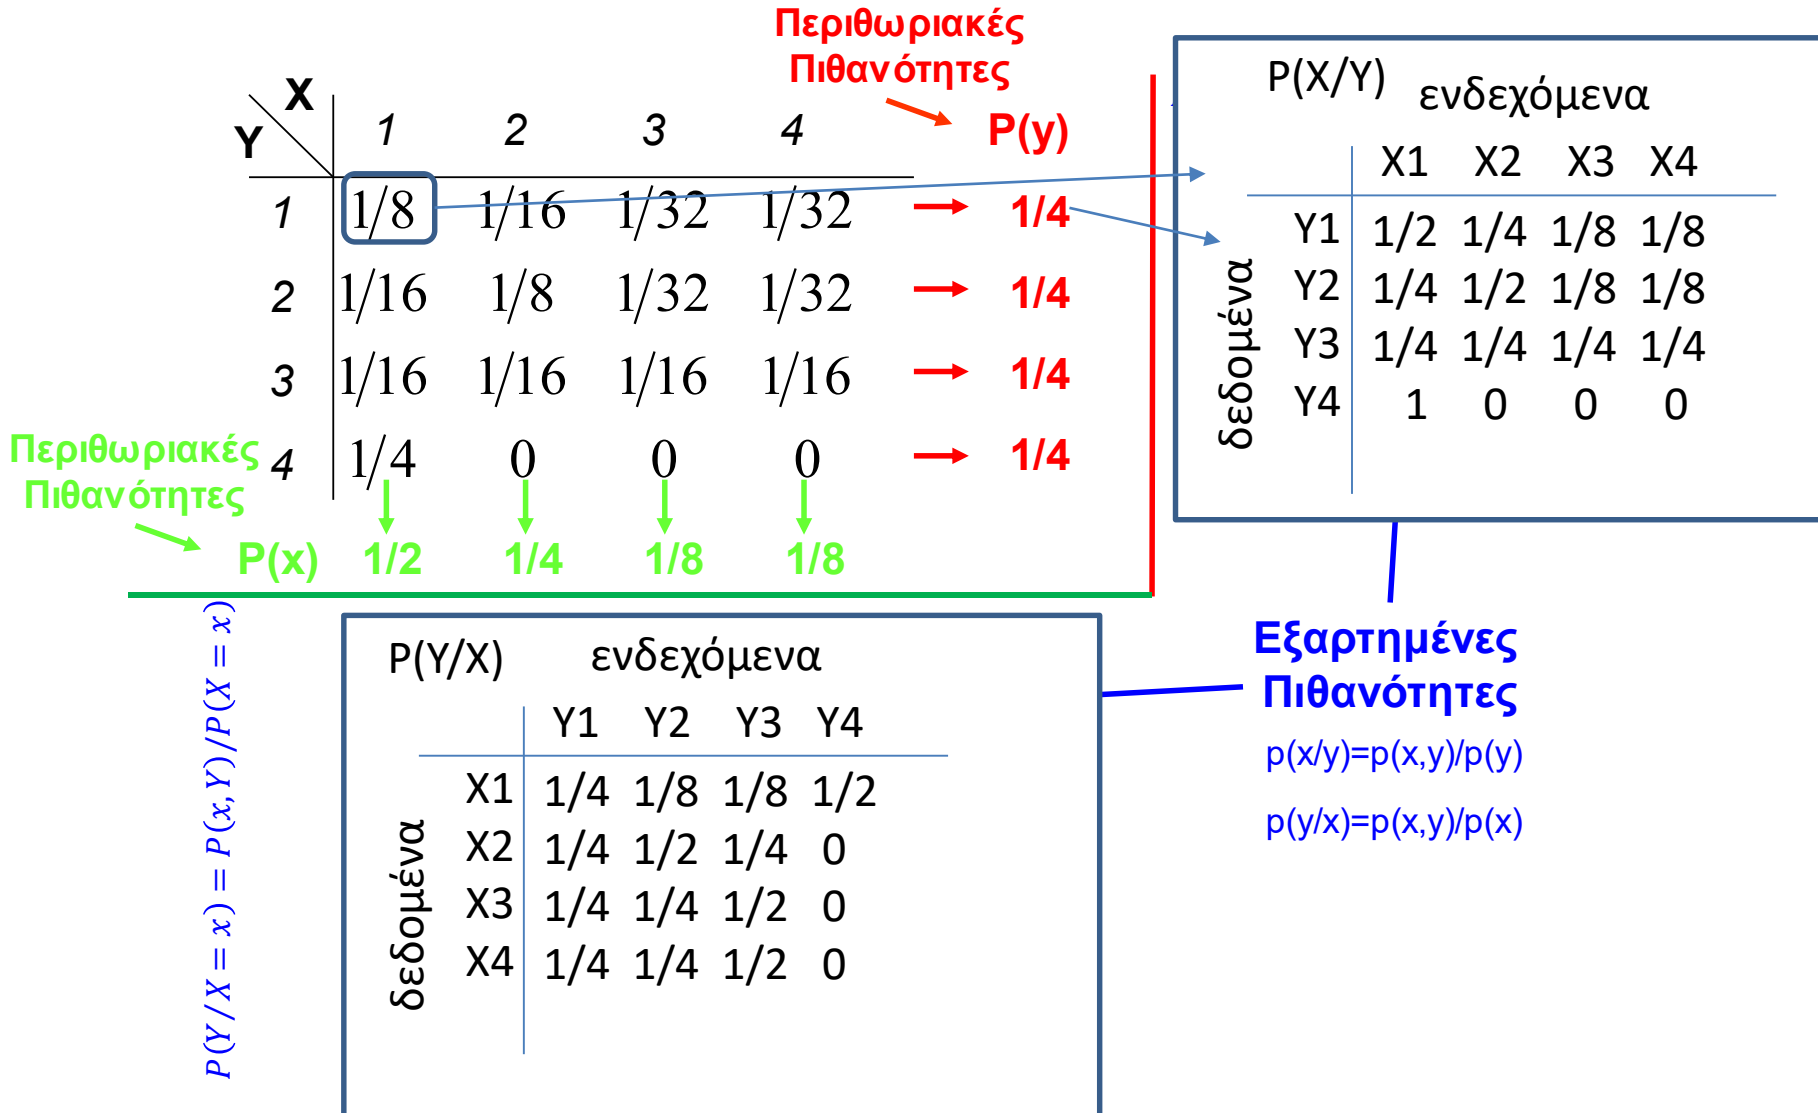 Περιθωριακές
Πιθανότητες
X
Y
1 2 3 4 P(y)
1 1/8 1/16 1/32 1/32 1/4
2 1/16 1/8 1/32 1/32 1/4
3 1/16 1/16 1/16 1/16 1/4
4 1/4 0 0 0 1/4
Περιθωριακές
Πιθανότητες
P(x) 1/2 1/4 1/8 1/8
P(X/Y) ενδεχόμενα
X1 X2 X3 X4
δεδομένα
Y1 1/2 1/4 1/8 1/8
Y2 1/4 1/2 1/8 1/8
Y3 1/4 1/4 1/4 1/4
Y4 1 0 0 0
P(Y/X = x) = P(x,Y)/P(X = x)
P(Y/X) ενδεχόμενα
Y1 Y2 Y3 Y4
δεδομένα
X1 1/4 1/8 1/8 1/2
X2 1/4 1/2 1/4 0
X3 1/4 1/4 1/2 0
X4 1/4 1/4 1/2 0
Εξαρτημένες
Πιθανότητες
p(x/y)=p(x,y)/p(y)
p(y/x)=p(x,y)/p(x)